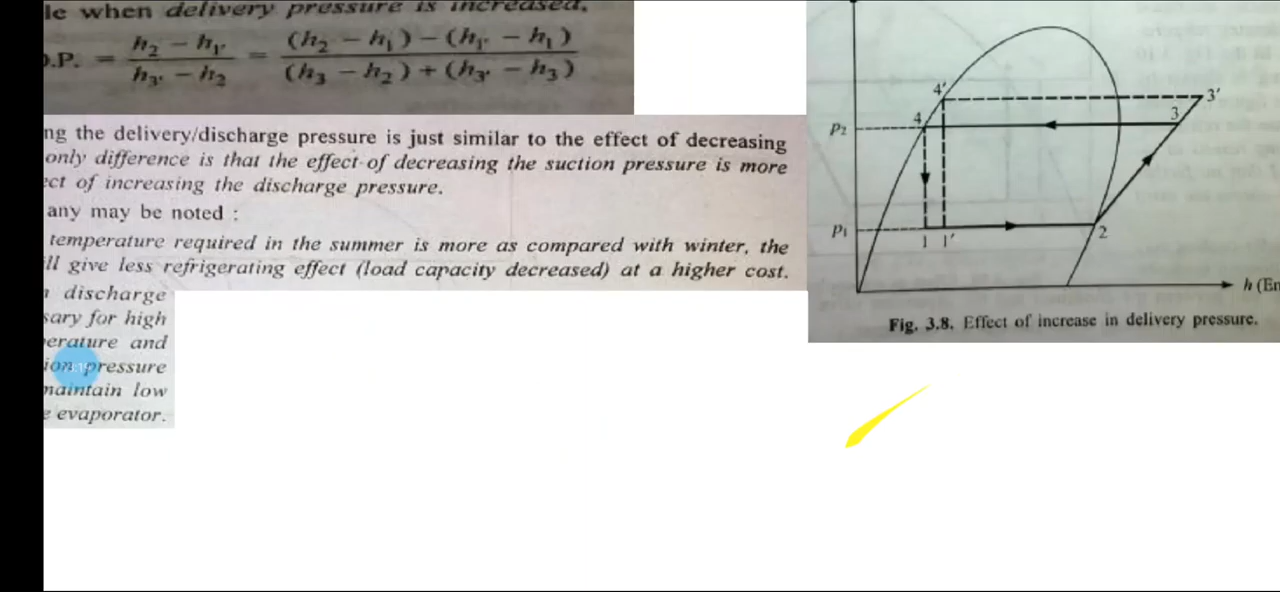 le when delivery pressure is increased.
.P. = h2 − h1' / h3' − h2 = (h2 − h1) − (h1' − h1) / (h3 − h2) + (h3' − h3)
ng the delivery/discharge pressure is just similar to the effect of decreasing
only difference is that the effect of decreasing the suction pressure is more
ct of increasing the discharge pressure.
any may be noted :
temperature required in the summer is more as compared with winter, the
ll give less refrigerating effect (load capacity decreased) at a higher cost.
discharge
sary for high
erature and
ion pressure
maintain low
e evaporator.
4'
3'
4
3
p2
p1
1 1'
2
h (En
Fig. 3.8. Effect of increase in delivery pressure.